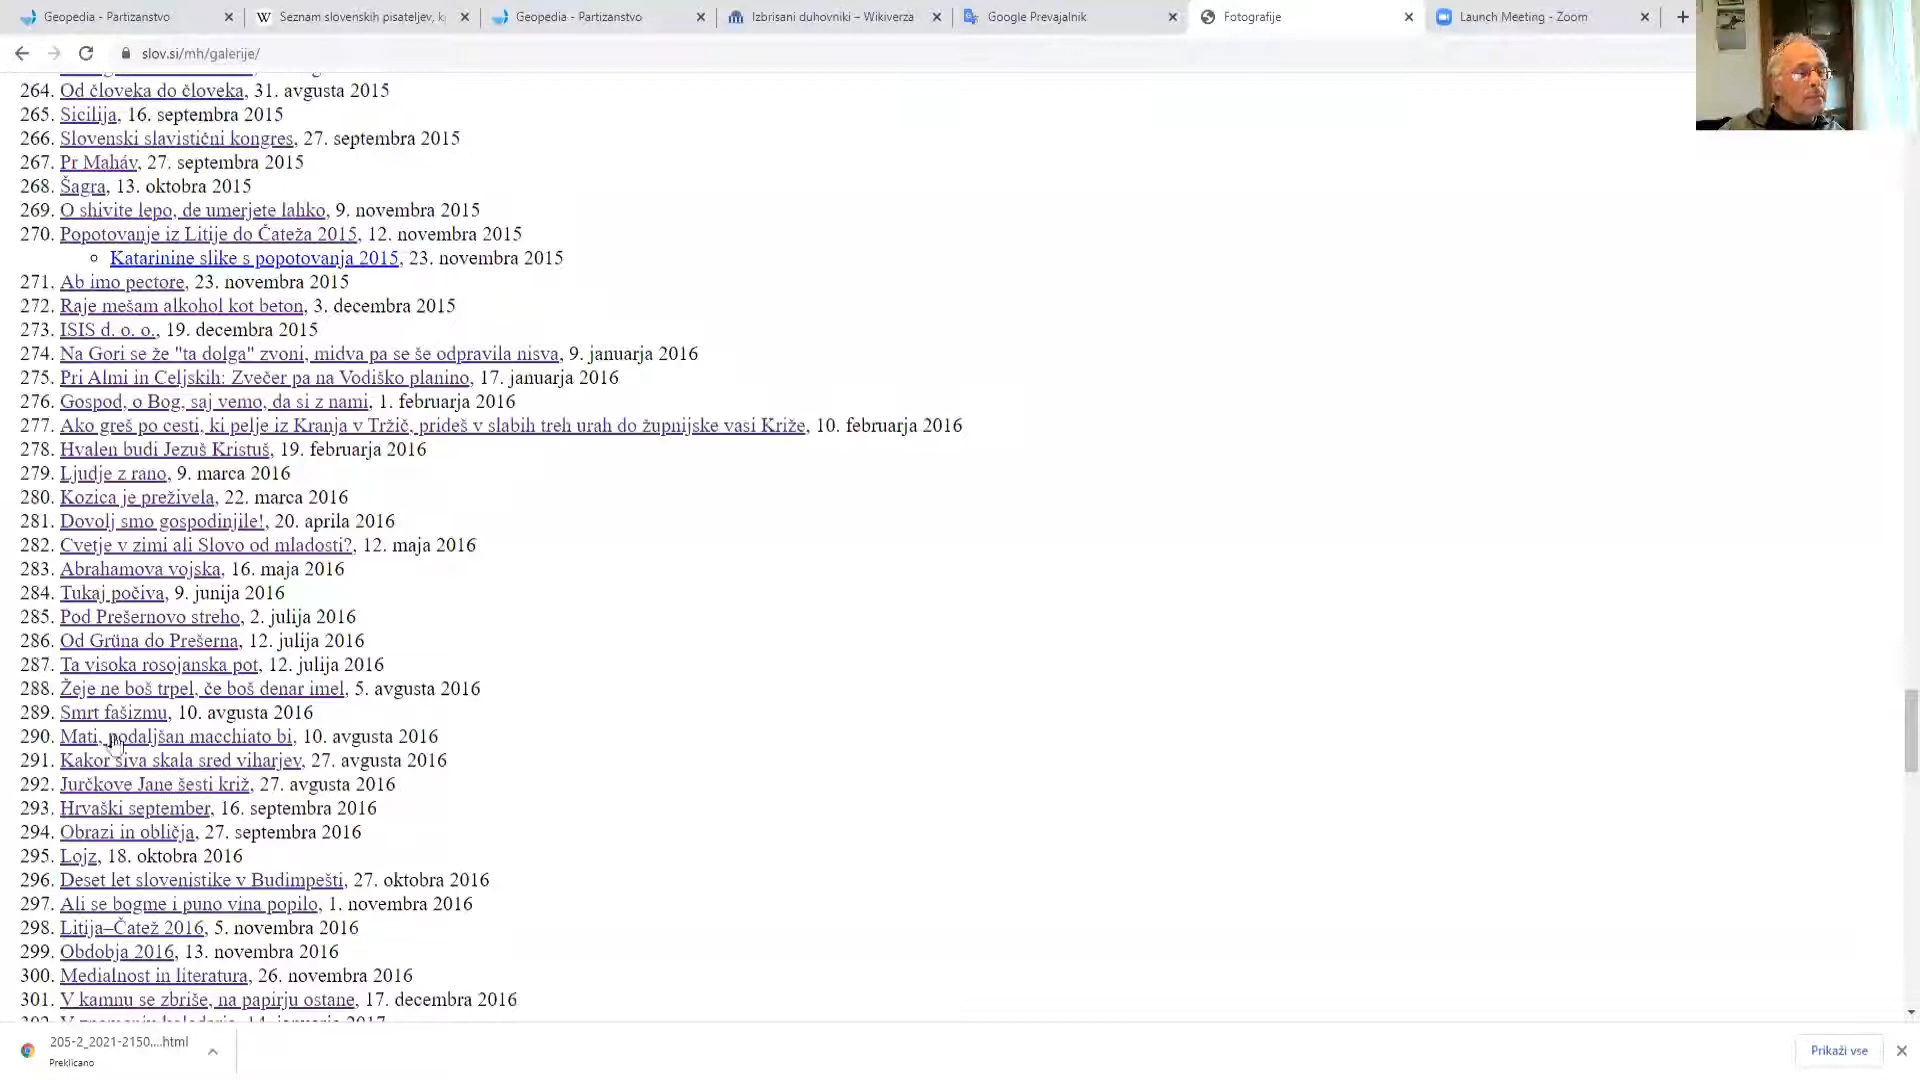 Geopedia - Partizanstvo
Seznam slovenskih pisateljev, k
Geopedia - Partizanstvo
Izbrisani duhovniki – Wikiverza
Google Prevajalnik
Fotografije
Launch Meeting - Zoom
slov.si/mh/galerije/
264. Od človeka do človeka, 31. avgusta 2015
265. Sicilija, 16. septembra 2015
266. Slovenski slavistični kongres, 27. septembra 2015
267. Pr Maháv, 27. septembra 2015
268. Šagra, 13. oktobra 2015
269. O shivite lepo, de umerjete lahko, 9. novembra 2015
270. Popotovanje iz Litije do Čateža 2015, 12. novembra 2015
Katarinine slike s popotovanja 2015, 23. novembra 2015
271. Ab imo pectore, 23. novembra 2015
272. Raje mešam alkohol kot beton, 3. decembra 2015
273. ISIS d. o. o., 19. decembra 2015
274. Na Gori se že "ta dolga" zvoni, midva pa se še odpravila nisva, 9. januarja 2016
275. Pri Almi in Celjskih: Zvečer pa na Vodiško planino, 17. januarja 2016
276. Gospod, o Bog, saj vemo, da si z nami, 1. februarja 2016
277. Ako greš po cesti, ki pelje iz Kranja v Tržič, prideš v slabih treh urah do župnijske vasi Križe, 10. februarja 2016
278. Hvalen budi Jezuš Kristuš, 19. februarja 2016
279. Ljudje z rano, 9. marca 2016
280. Kozica je preživela, 22. marca 2016
281. Dovolj smo gospodinjile!, 20. aprila 2016
282. Cvetje v zimi ali Slovo od mladosti?, 12. maja 2016
283. Abrahamova vojska, 16. maja 2016
284. Tukaj počiva, 9. junija 2016
285. Pod Prešernovo streho, 2. julija 2016
286. Od Grüna do Prešerna, 12. julija 2016
287. Ta visoka rosojanska pot, 12. julija 2016
288. Žeje ne boš trpel, če boš denar imel, 5. avgusta 2016
289. Smrt fašizmu, 10. avgusta 2016
290. Mati, podaljšan macchiato bi, 10. avgusta 2016
291. Kakor siva skala sred viharjev, 27. avgusta 2016
292. Jurčkove Jane šesti križ, 27. avgusta 2016
293. Hrvaški september, 16. septembra 2016
294. Obrazi in obličja, 27. septembra 2016
295. Lojz, 18. oktobra 2016
296. Deset let slovenistike v Budimpešti, 27. oktobra 2016
297. Ali se bogme i puno vina popilo, 1. novembra 2016
298. Litija–Čatež 2016, 5. novembra 2016
299. Obdobja 2016, 13. novembra 2016
300. Medialnost in literatura, 26. novembra 2016
301. V kamnu se zbriše, na papirju ostane, 17. decembra 2016
205-2_2021-2150....html
Preklicano
Prikaži vse